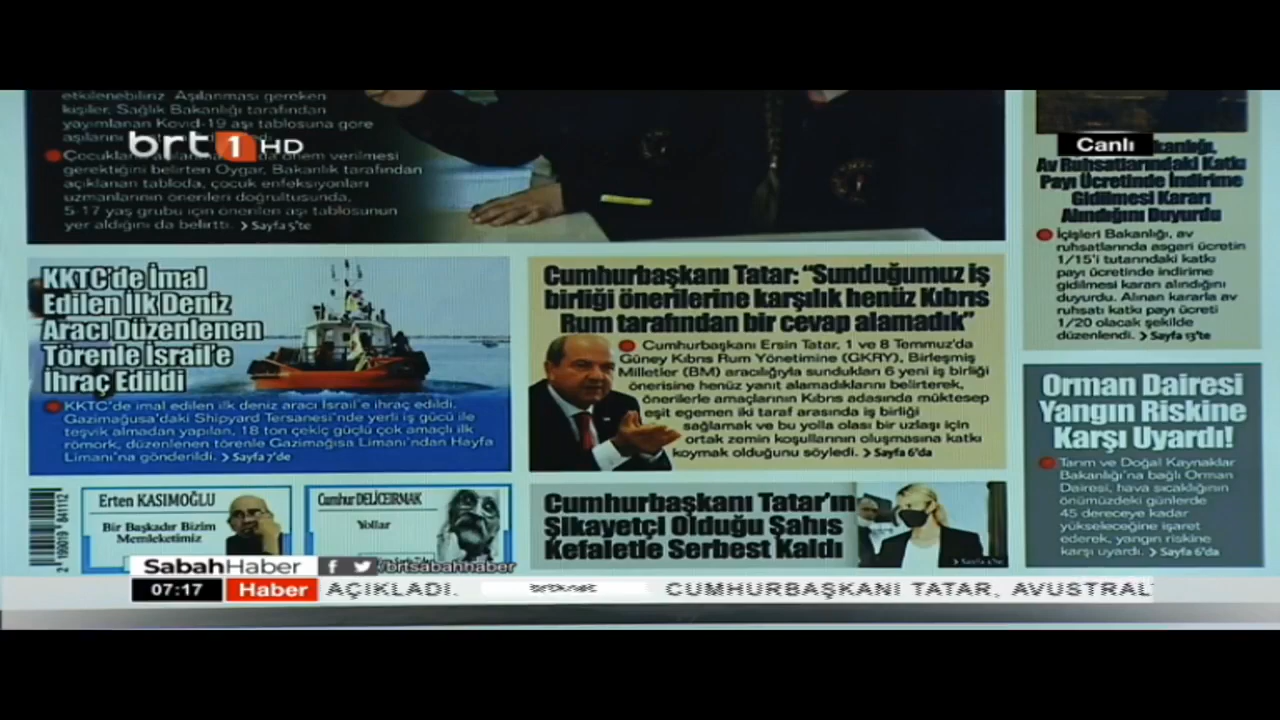 etkilenebiliriz. Aşılanması gereken
kişiler, Sağlık Bakanlığı tarafından
yayımlanan Kovid-19 aşı tablosuna göre
brt 1 HD
verilmesi
gerektiğini belirten Oygar, Bakanlık tarafından
açıklanan tabloda, çocuk enfeksiyonları
uzmanlarının önerileri doğrultusunda,
5-17 yaş grubu için önerilen aşı tablosunun
yer aldığını da belirtti. > Sayfa 5'te
KKTC'de İmal
Edilen İlk Deniz
Aracı Düzenlenen
Törenle İsrail'e
İhraç Edildi
KKTC'de imal edilen ilk deniz aracı İsrail'e ihraç edildi.
Gazimağusa'daki Shipyard Tersanesi'nde yerli iş gücü ile
teşvik almadan yapılan, 18 ton çekiç güçlü çok amaçlı ilk
römork, düzenlenen törenle Gazimağısa Limanı'ndan Hayfa
Limanı'na gönderildi. > Sayfa 7'de
Cumhurbaşkanı Tatar: “Sunduğumuz iş
birliği önerilerine karşılık henüz Kıbrıs
Rum tarafından bir cevap alamadık”
Cumhurbaşkanı Ersin Tatar, 1 ve 8 Temmuz'da
Güney Kıbrıs Rum Yönetimine (GKRY), Birleşmiş
Milletler (BM) aracılığıyla sundukları 6 yeni iş birliği
önerisine henüz yanıt alamadıklarını belirterek,
önerilerle amaçlarının Kıbrıs adasında müktesep
eşit egemen iki taraf arasında iş birliği
sağlamak ve bu yolla olası bir uzlaşı için
ortak zemin koşullarının oluşmasına katkı
koymak olduğunu söyledi. > Sayfa 6'da
Canlı
Av Ruhsatlarındaki Katkı
Payı Ücretinde İndirime
Gidilmesi Kararı
Alındığını Duyurdu
İçişleri Bakanlığı, av
ruhsatlarında asgari ücretin
1/15'i tutarındaki katkı
payı ücretinde indirime
gidilmesi kararı alındığını
duyurdu. Alınan kararla av
ruhsatı katkı payı ücreti
1/20 olacak şekilde
düzenlendi. > Sayfa 13'te
Orman Dairesi
Yangın Riskine
Karşı Uyardı!
Tarım ve Doğal Kaynaklar
Bakanlığı'na bağlı Orman
Dairesi, hava sıcaklığının
önümüzdeki günlerde
45 dereceye kadar
yükseleceğine işaret
ederek, yangın riskine
karşı uyardı. > Sayfa 6'da
2 199019 841112
Erten KASIMOĞLU
Bir Başkadır Bizim
Memleketimiz
Cumhur DELİCEIRMAK
Yollar
Cumhurbaşkanı Tatar'ın
Şikayetçi Olduğu Şahıs
Kefaletle Serbest Kaldı
SabahHaber
/brtsabahhaber
07:17 Haber AÇIKLADI. CUMHURBAŞKANI TATAR, AVUSTRAL